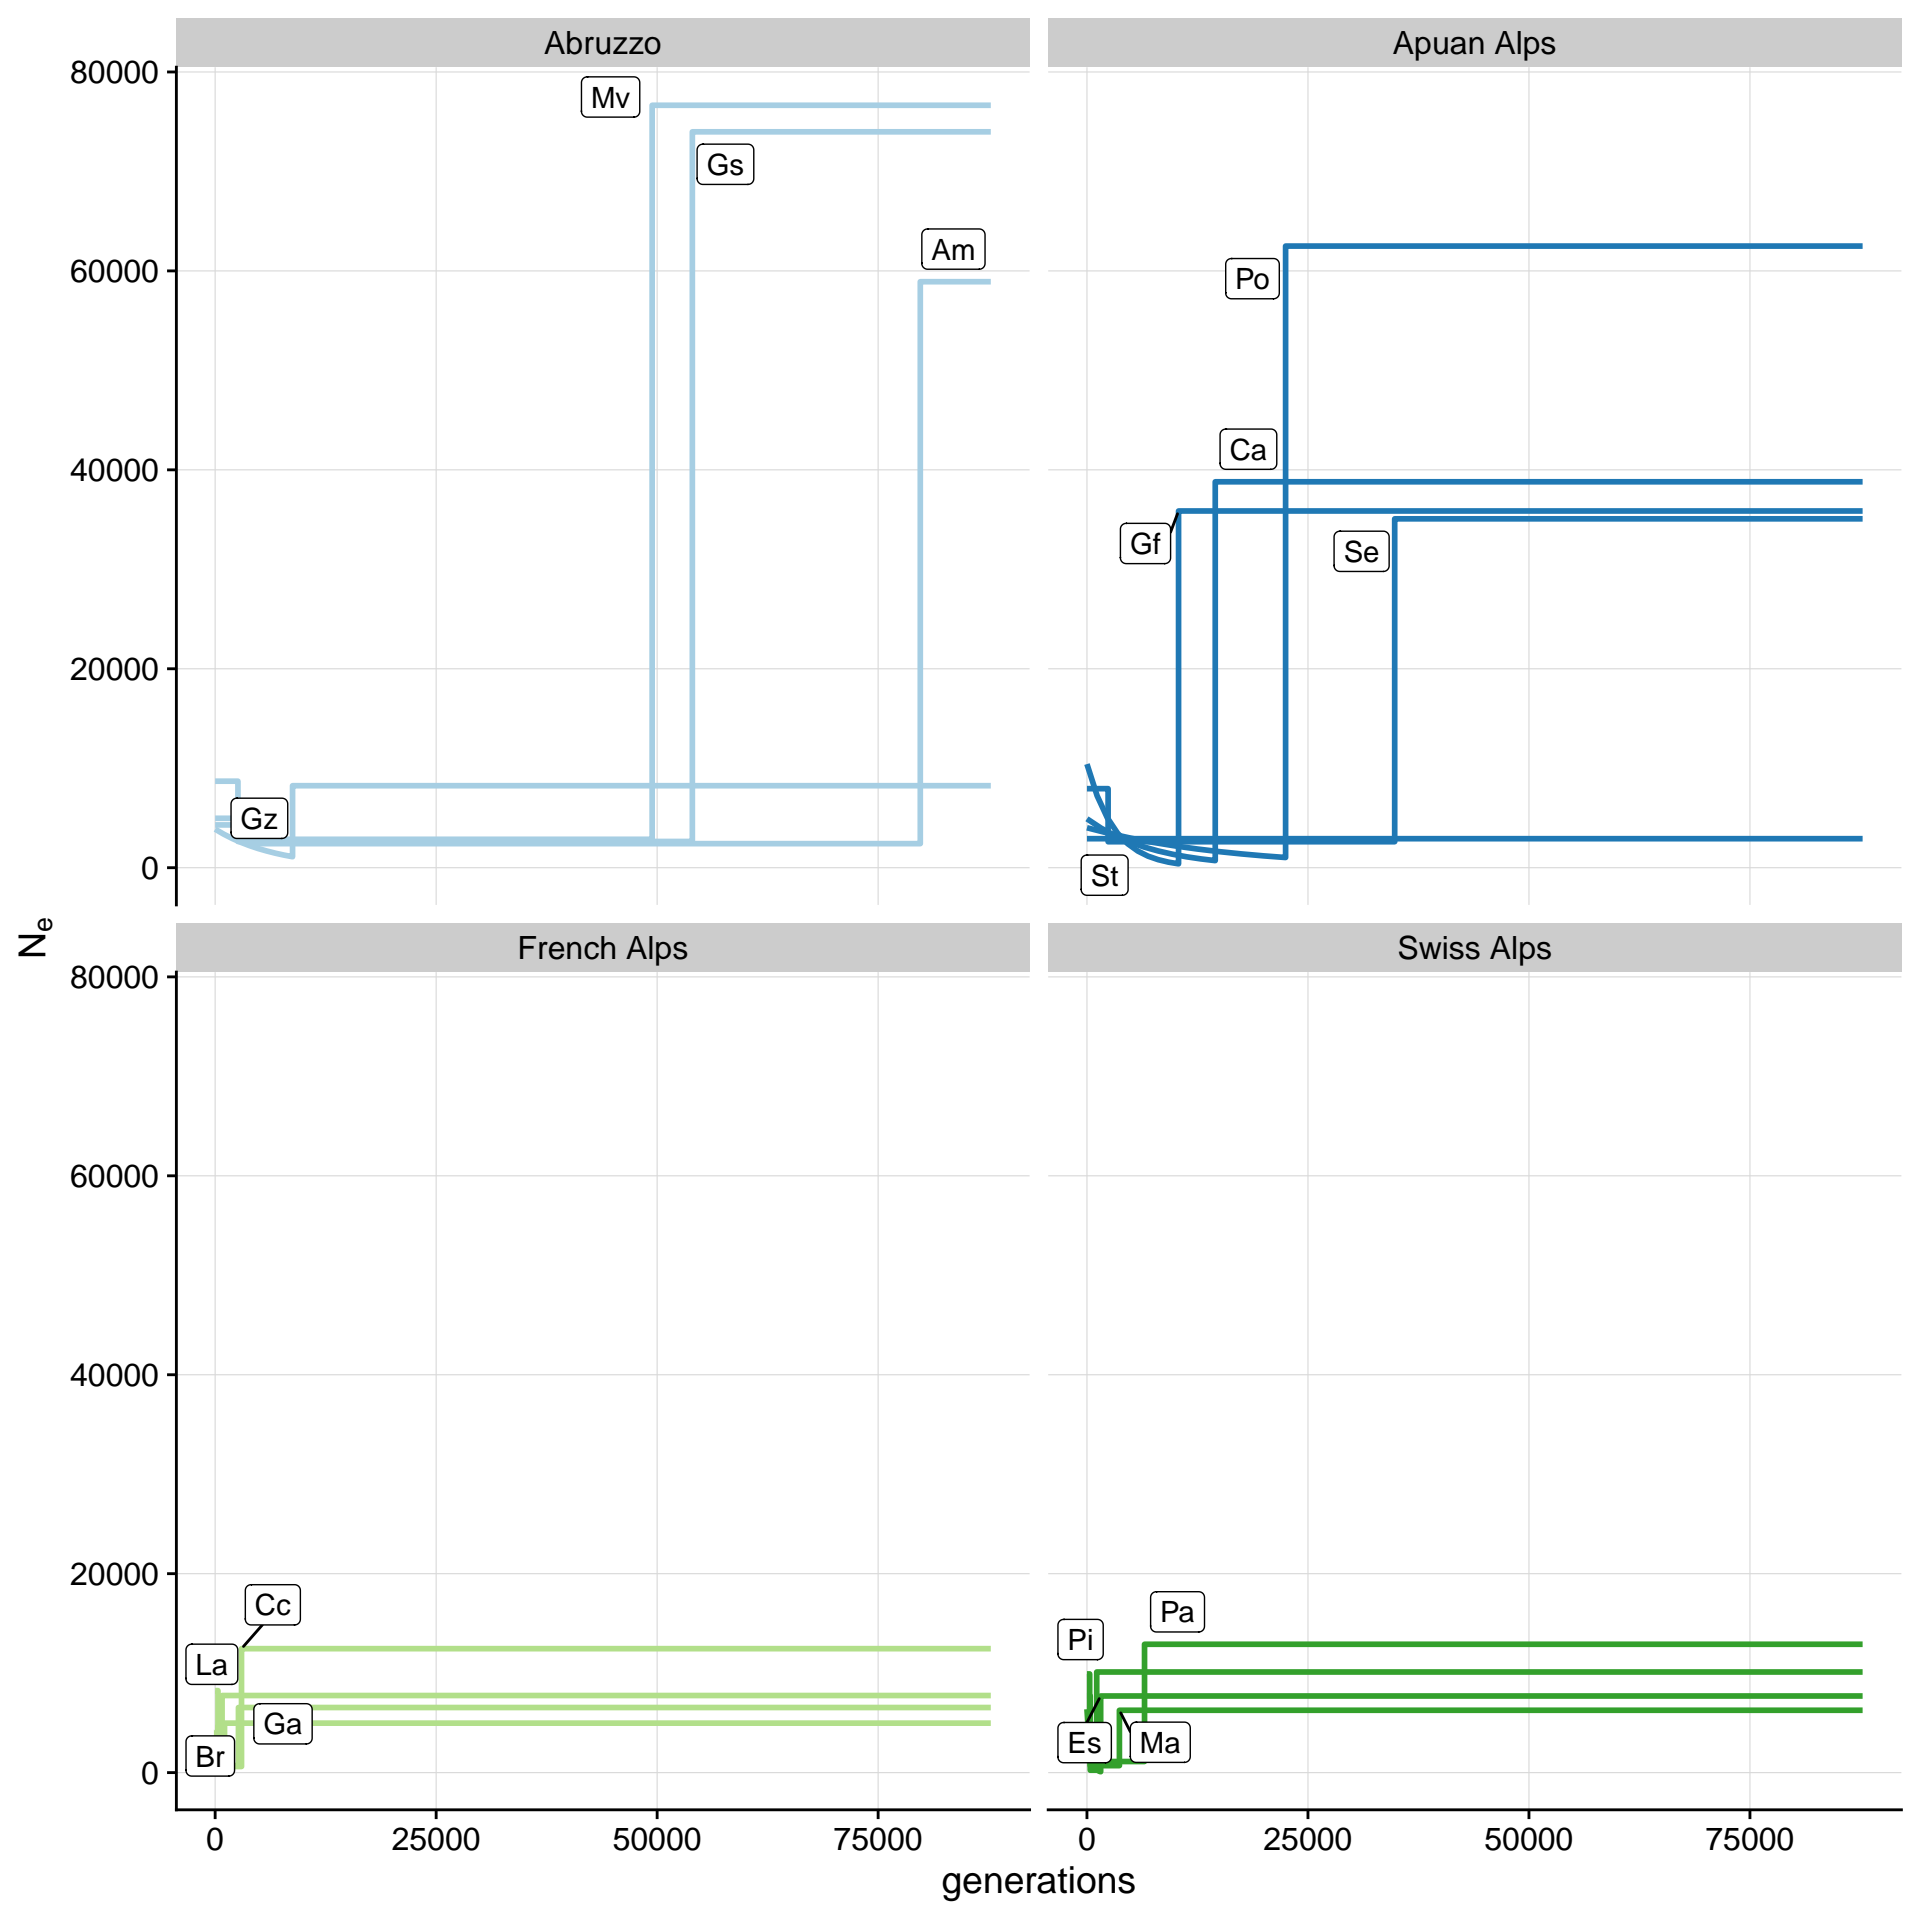 Abruzzo
Apuan Alps
80000
60000
40000
20000
0
Mv
Gs
Am
Gz
Po
Ca
Gf
Se
St
N e
French Alps
Swiss Alps
80000
60000
40000
20000
0
Cc
La
Ga
Br
Pa
Pi
Es
Ma
0 25000 50000 75000
0 25000 50000 75000
generations